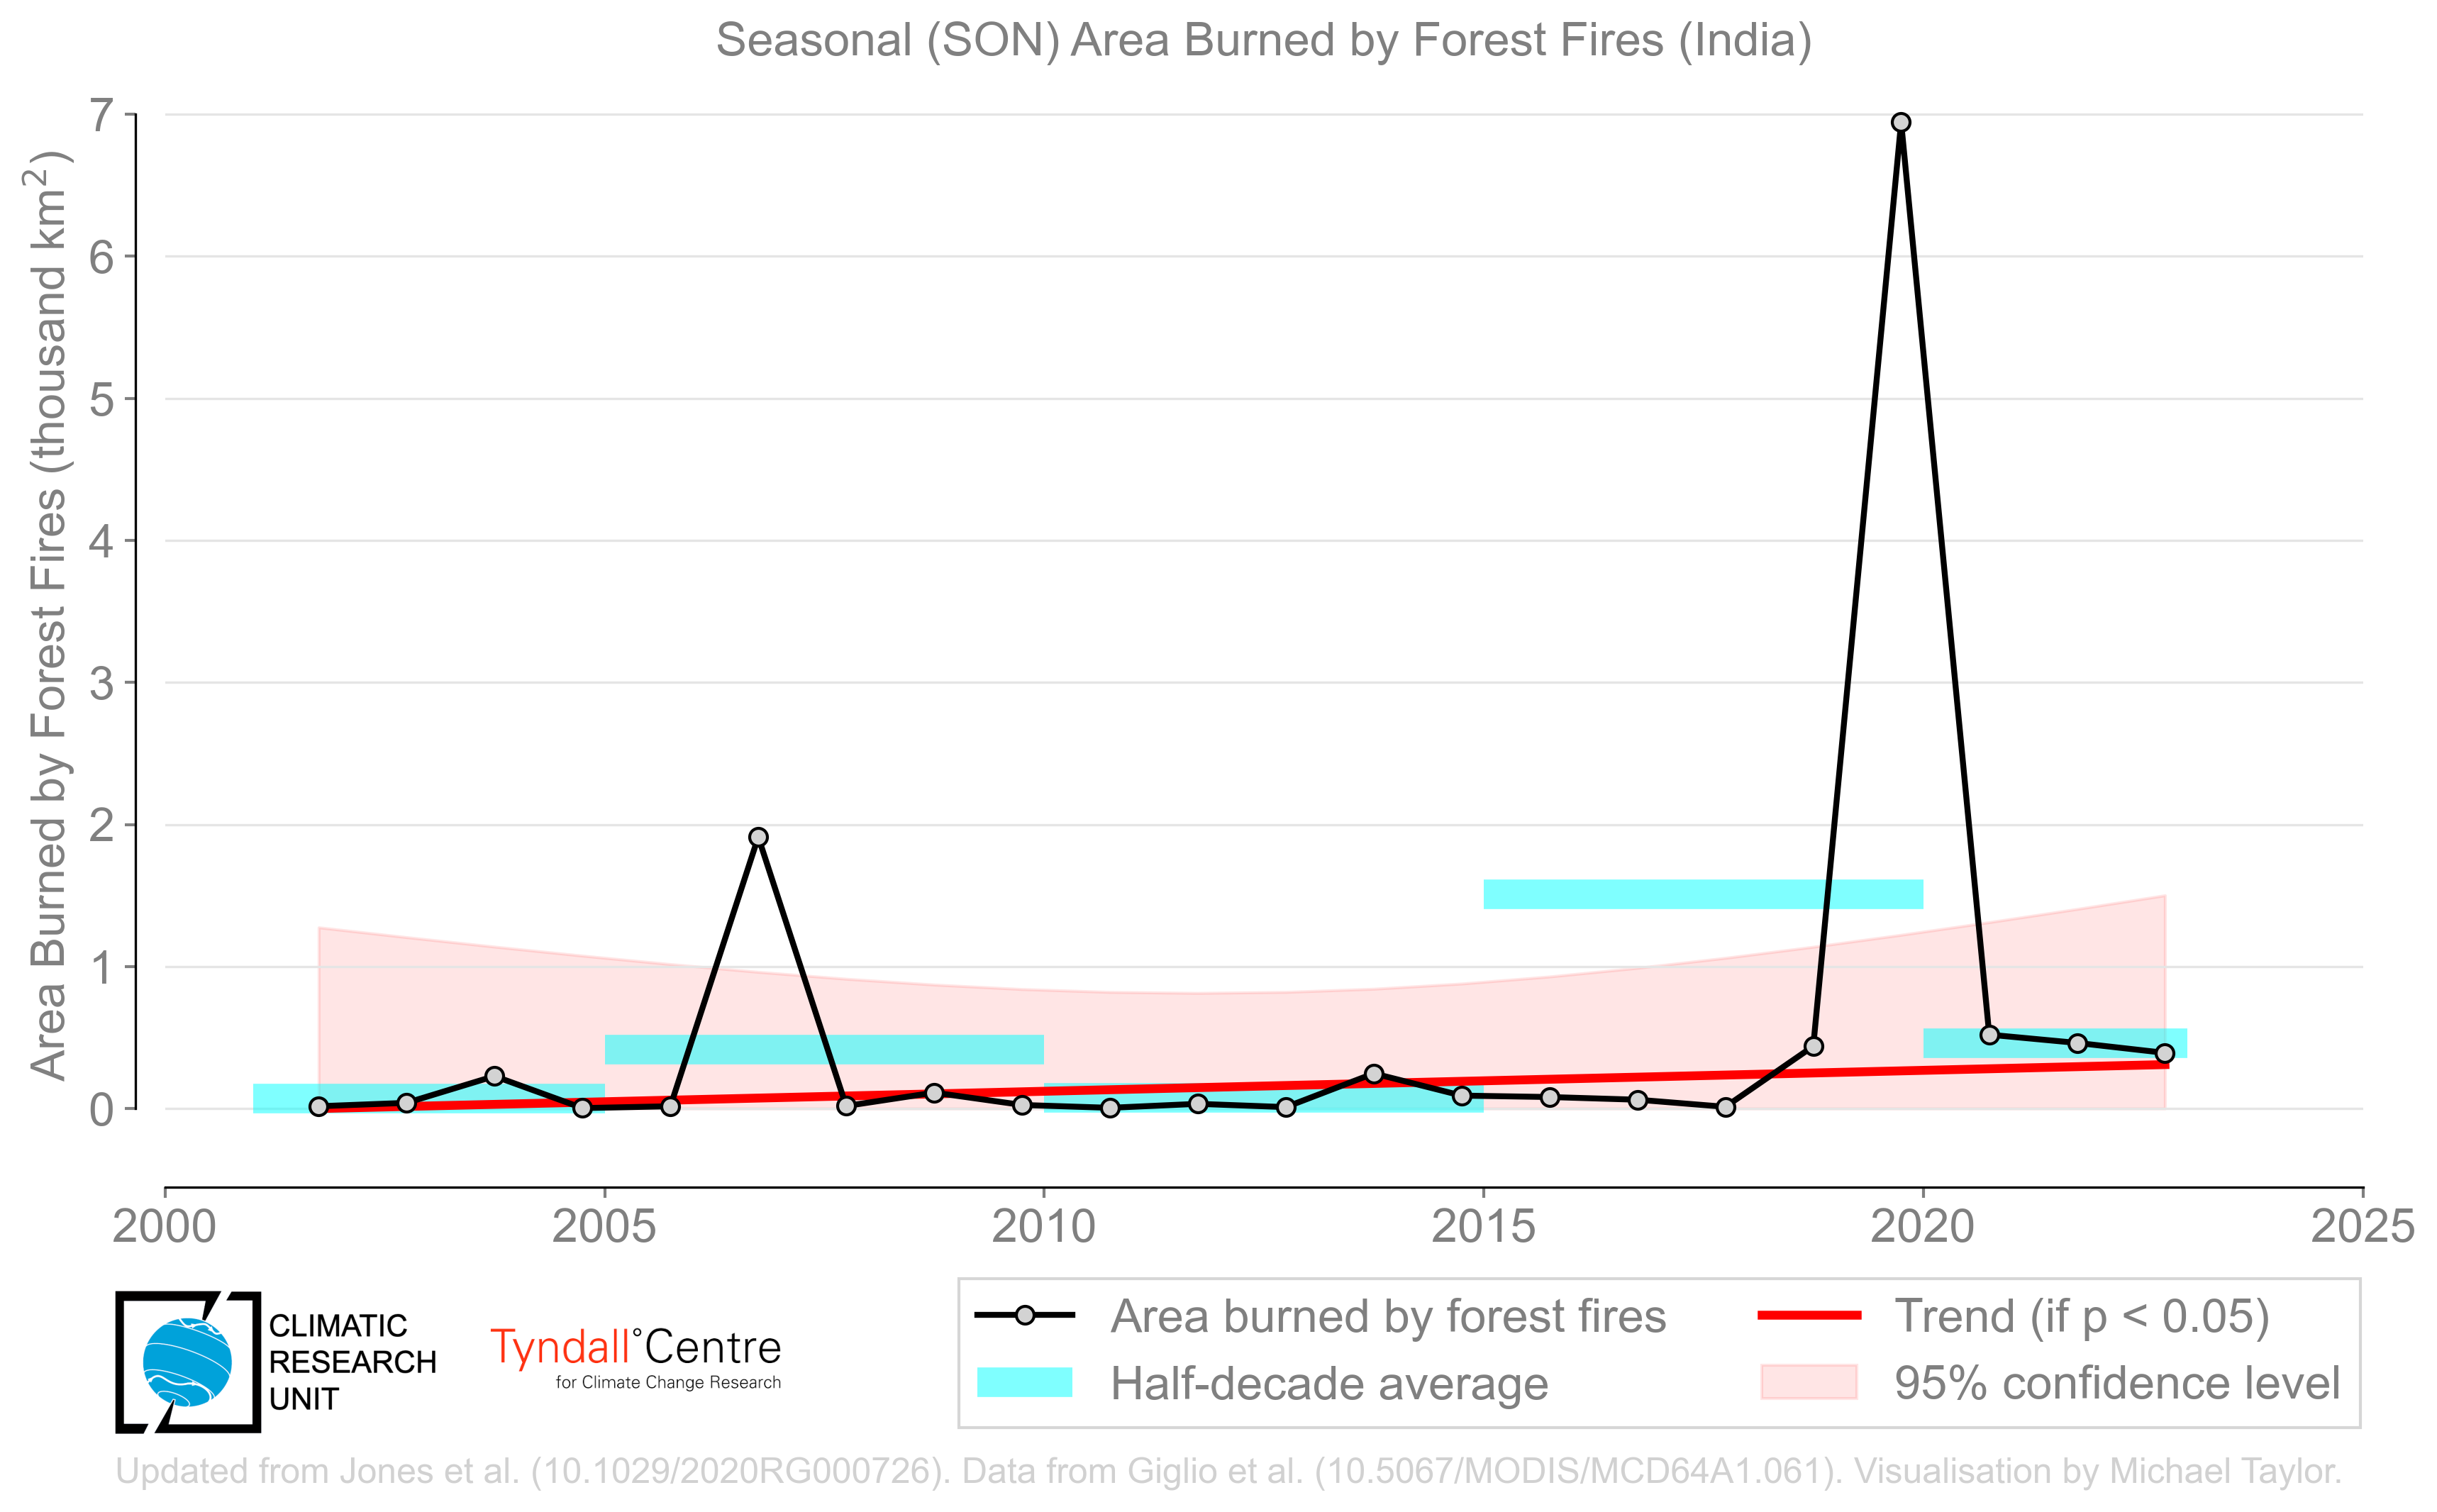 Seasonal (SON) Area Burned by Forest Fires (India)
Area Burned by Forest Fires (thousand km²)
7
6
5
4
3
2
1
0
2000 2005 2010 2015 2020 2025
CLIMATIC
RESEARCH
UNIT
Tyndall°Centre
for Climate Change Research
Area burned by forest fires
Half-decade average
Trend (if p < 0.05)
95% confidence level
Updated from Jones et al. (10.1029/2020RG000726). Data from Giglio et al. (10.5067/MODIS/MCD64A1.061). Visualisation by Michael Taylor.